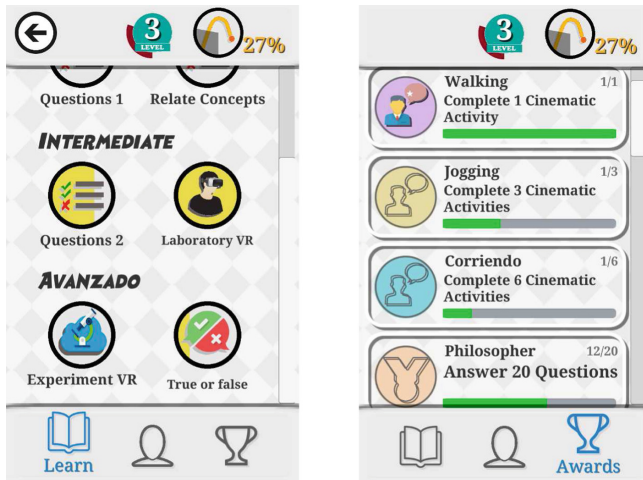 3
LEVEL
27%
Questions 1 Relate Concepts
INTERMEDIATE
Questions 2 Laboratory VR
AVANZADO
Experiment VR True or false
Learn
3
LEVEL
27%
Walking 1/1
Complete 1 Cinematic
Activity
Jogging 1/3
Complete 3 Cinematic
Activities
Corriendo 1/6
Complete 6 Cinematic
Activities
Philosopher 12/20
Answer 20 Questions
Awards